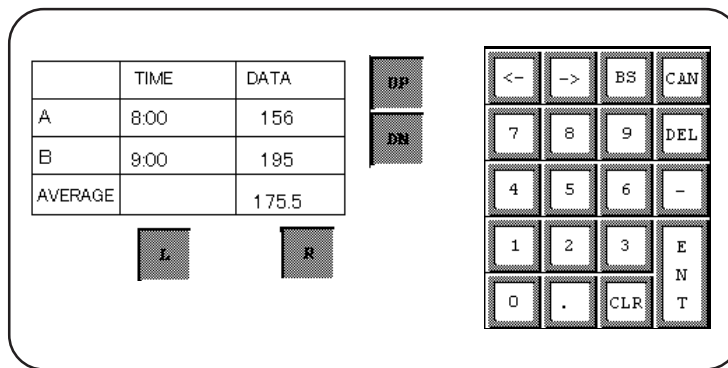 TIME DATA
A 8:00 156
B 9:00 195
AVERAGE 175.5
UP
DN
L R
<- -> BS CAN
7 8 9 DEL
4 5 6 -
1 2 3 ENT
0 . CLR